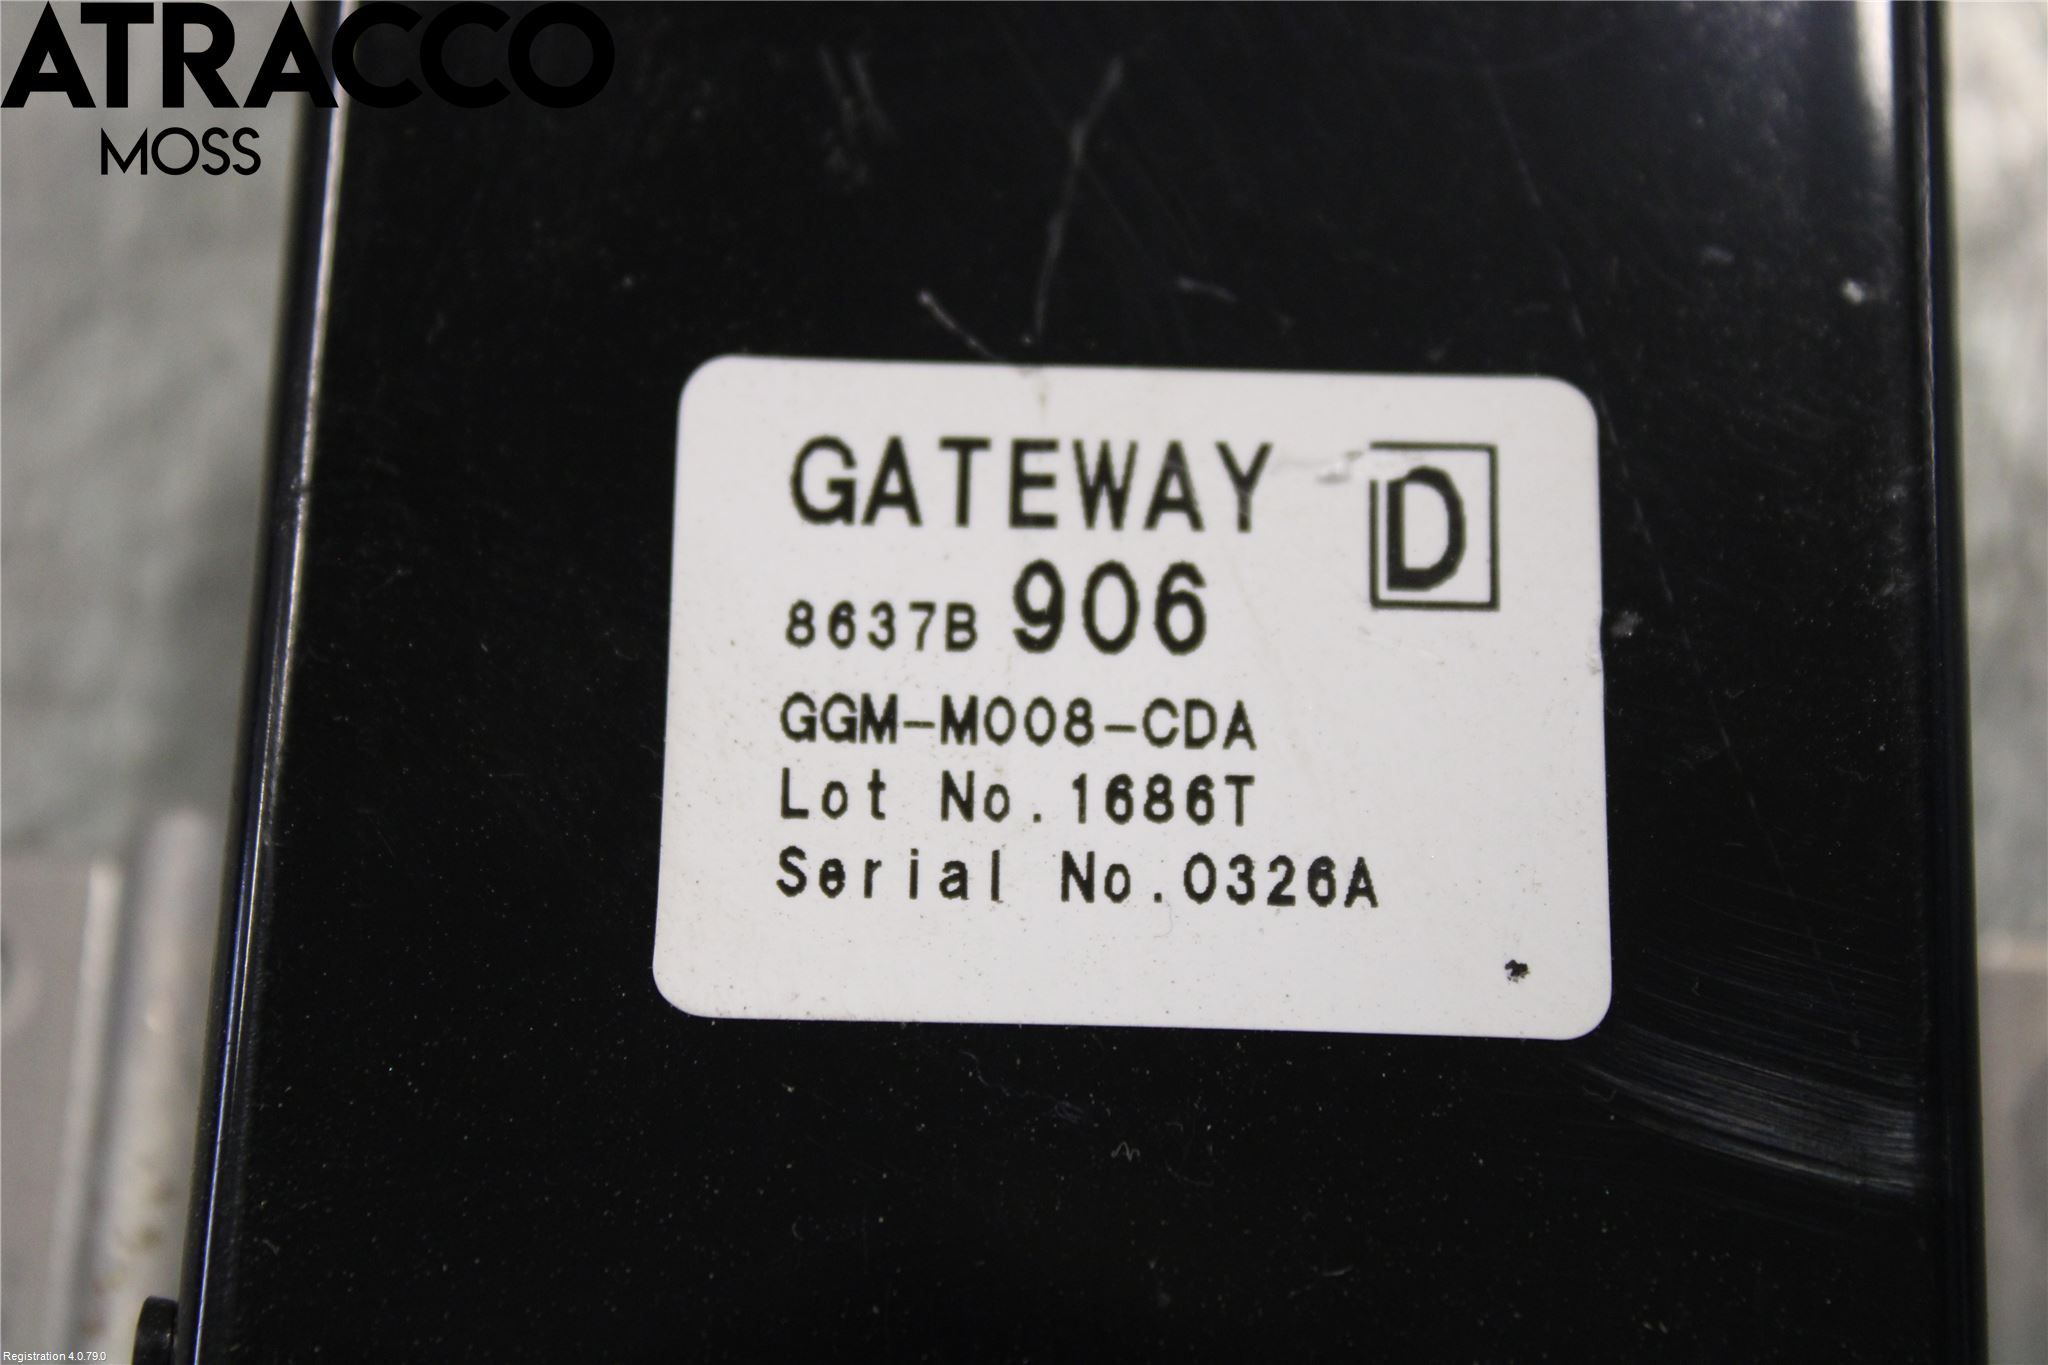 ATRACCO
MOSS
GATEWAY D
8637B 906
GGM-M008-CDA
Lot No.1686T
Serial No.0326A
Registration 4.0.79.0